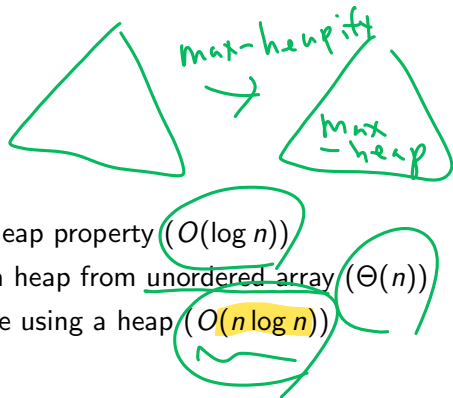 max-heapify
max
-heap
eap property (O(log n))
heap from unordered array (Θ(n))
e using a heap (O(n log n))